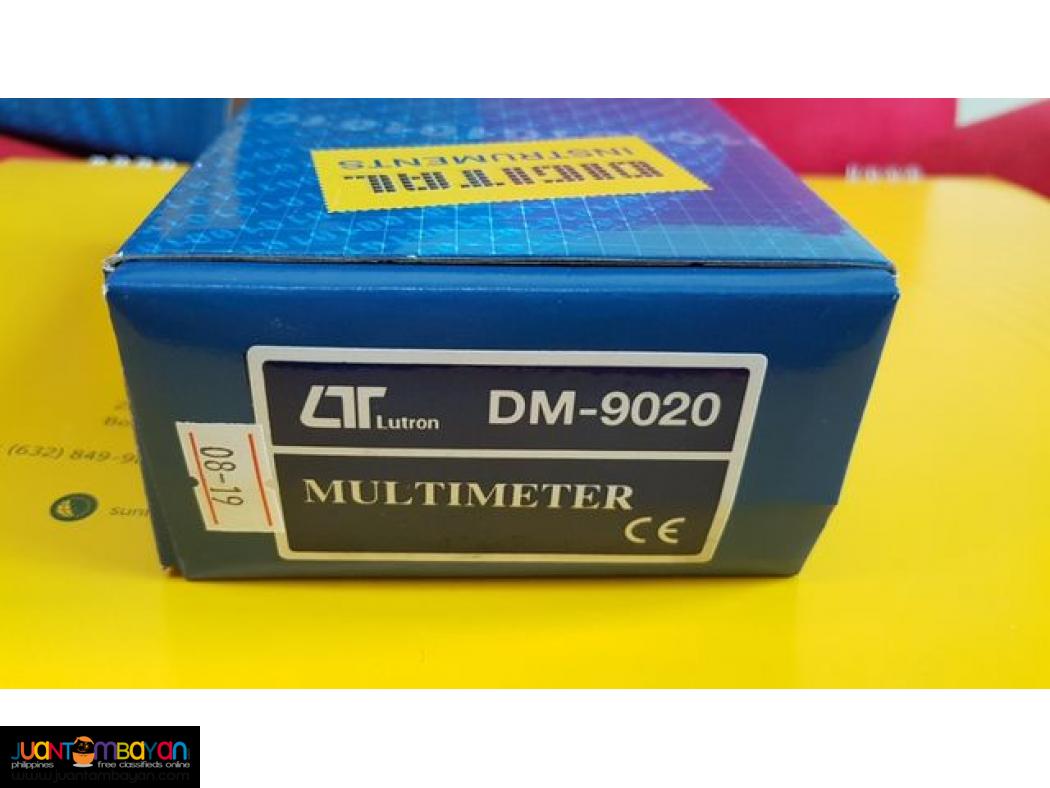 DIGITAL
INSTRUMENTS
LT Lutron
DM-9020
MULTIMETER
CE
08-19
(632) 849-9
sun
JUANTAMBAYAN
philippines free classifieds online
www.juantambayan.com